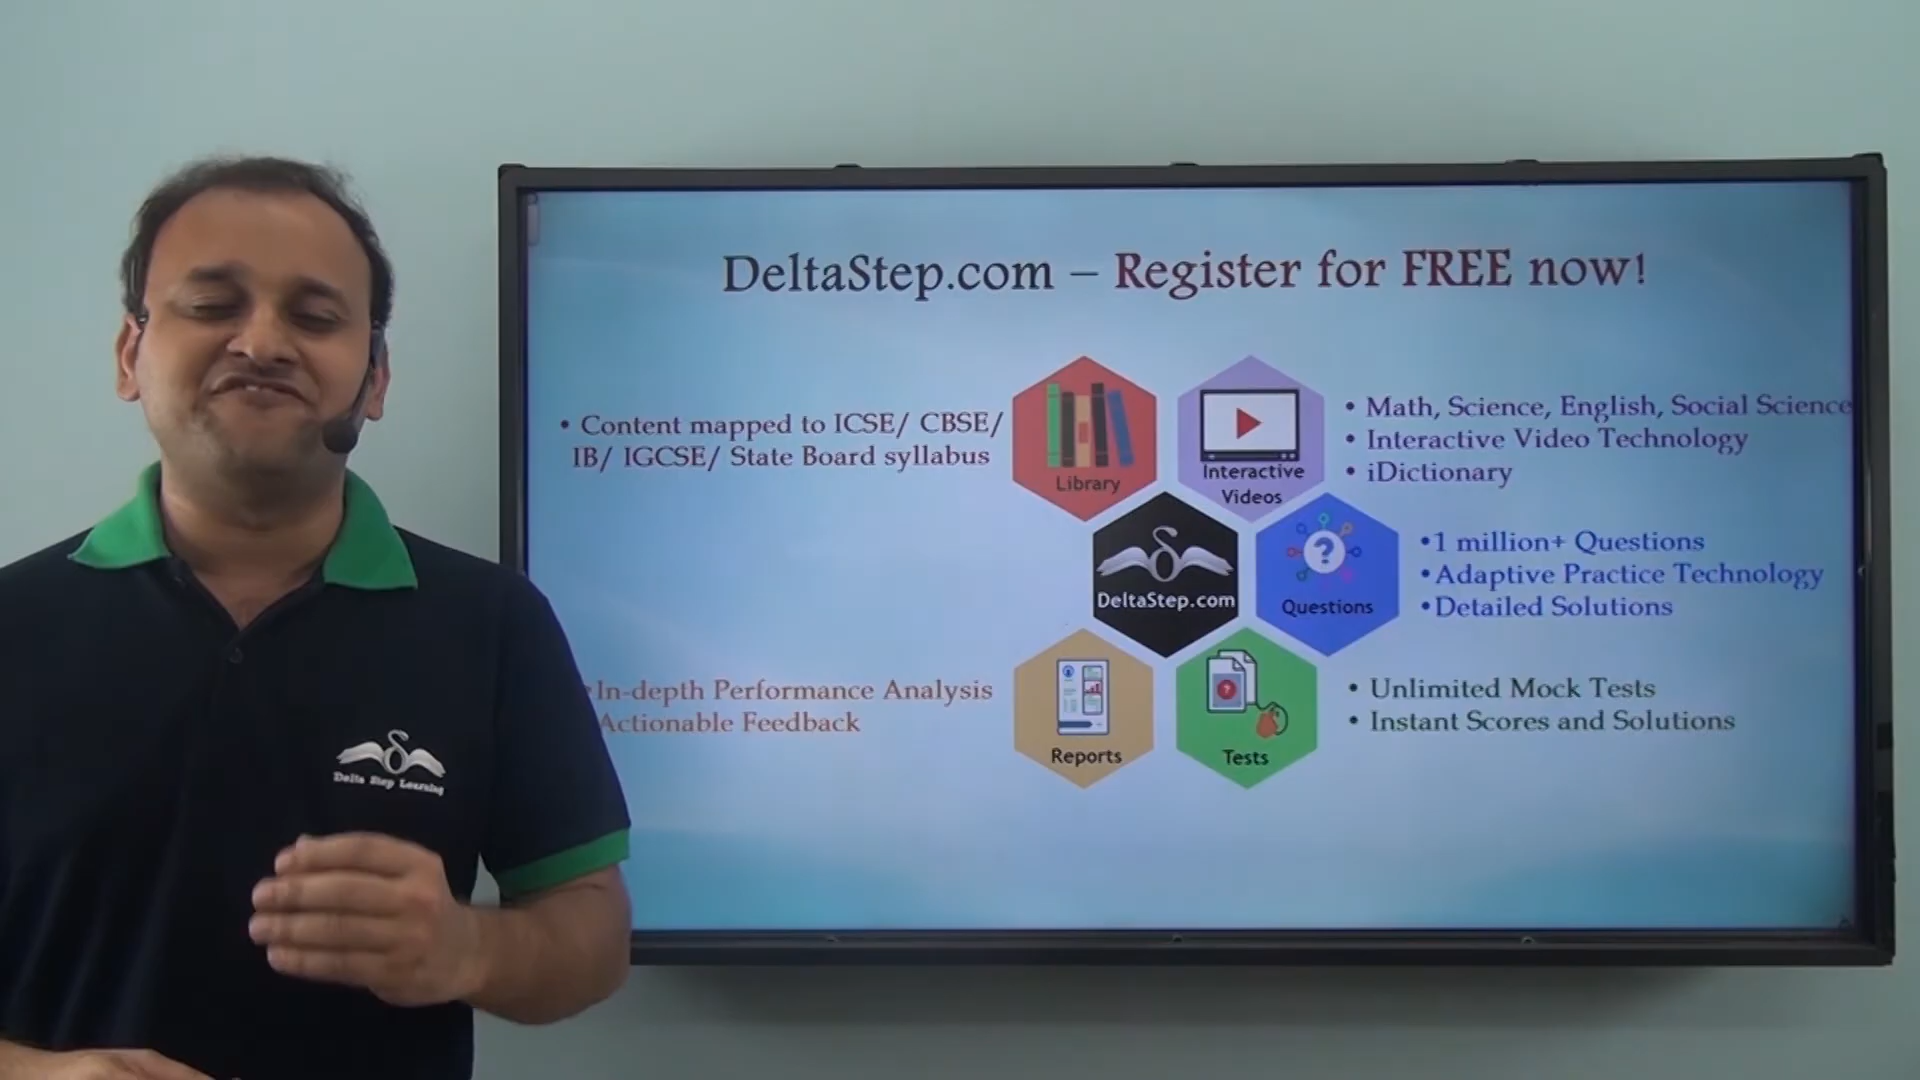 DeltaStep.com – Register for FREE now!
• Content mapped to ICSE/ CBSE/
IB/ IGCSE/ State Board syllabus
Library
Interactive
Videos
• Math, Science, English, Social Science
• Interactive Video Technology
• iDictionary
DeltaStep.com
?
Questions
•1 million+ Questions
•Adaptive Practice Technology
•Detailed Solutions
•In-depth Performance Analysis
Actionable Feedback
Reports
?
Tests
• Unlimited Mock Tests
• Instant Scores and Solutions
Delta Step Learning